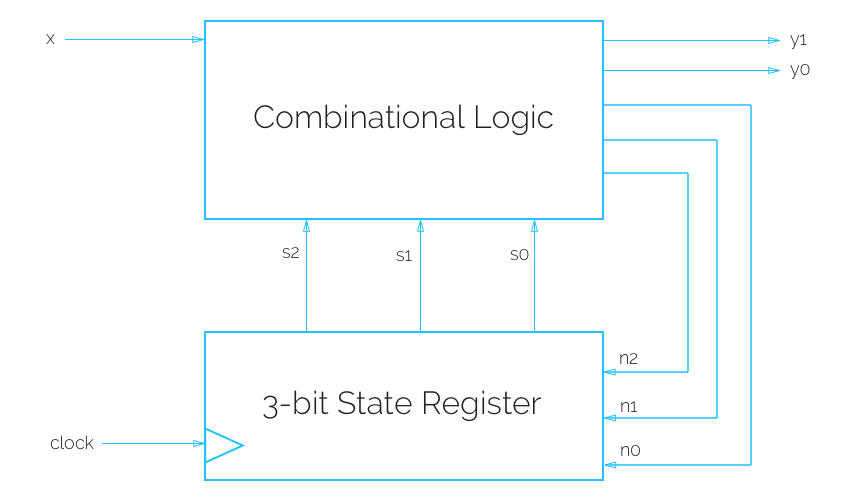 x
y1
y0
Combinational Logic
s2
s1
s0
n2
n1
n0
3-bit State Register
clock